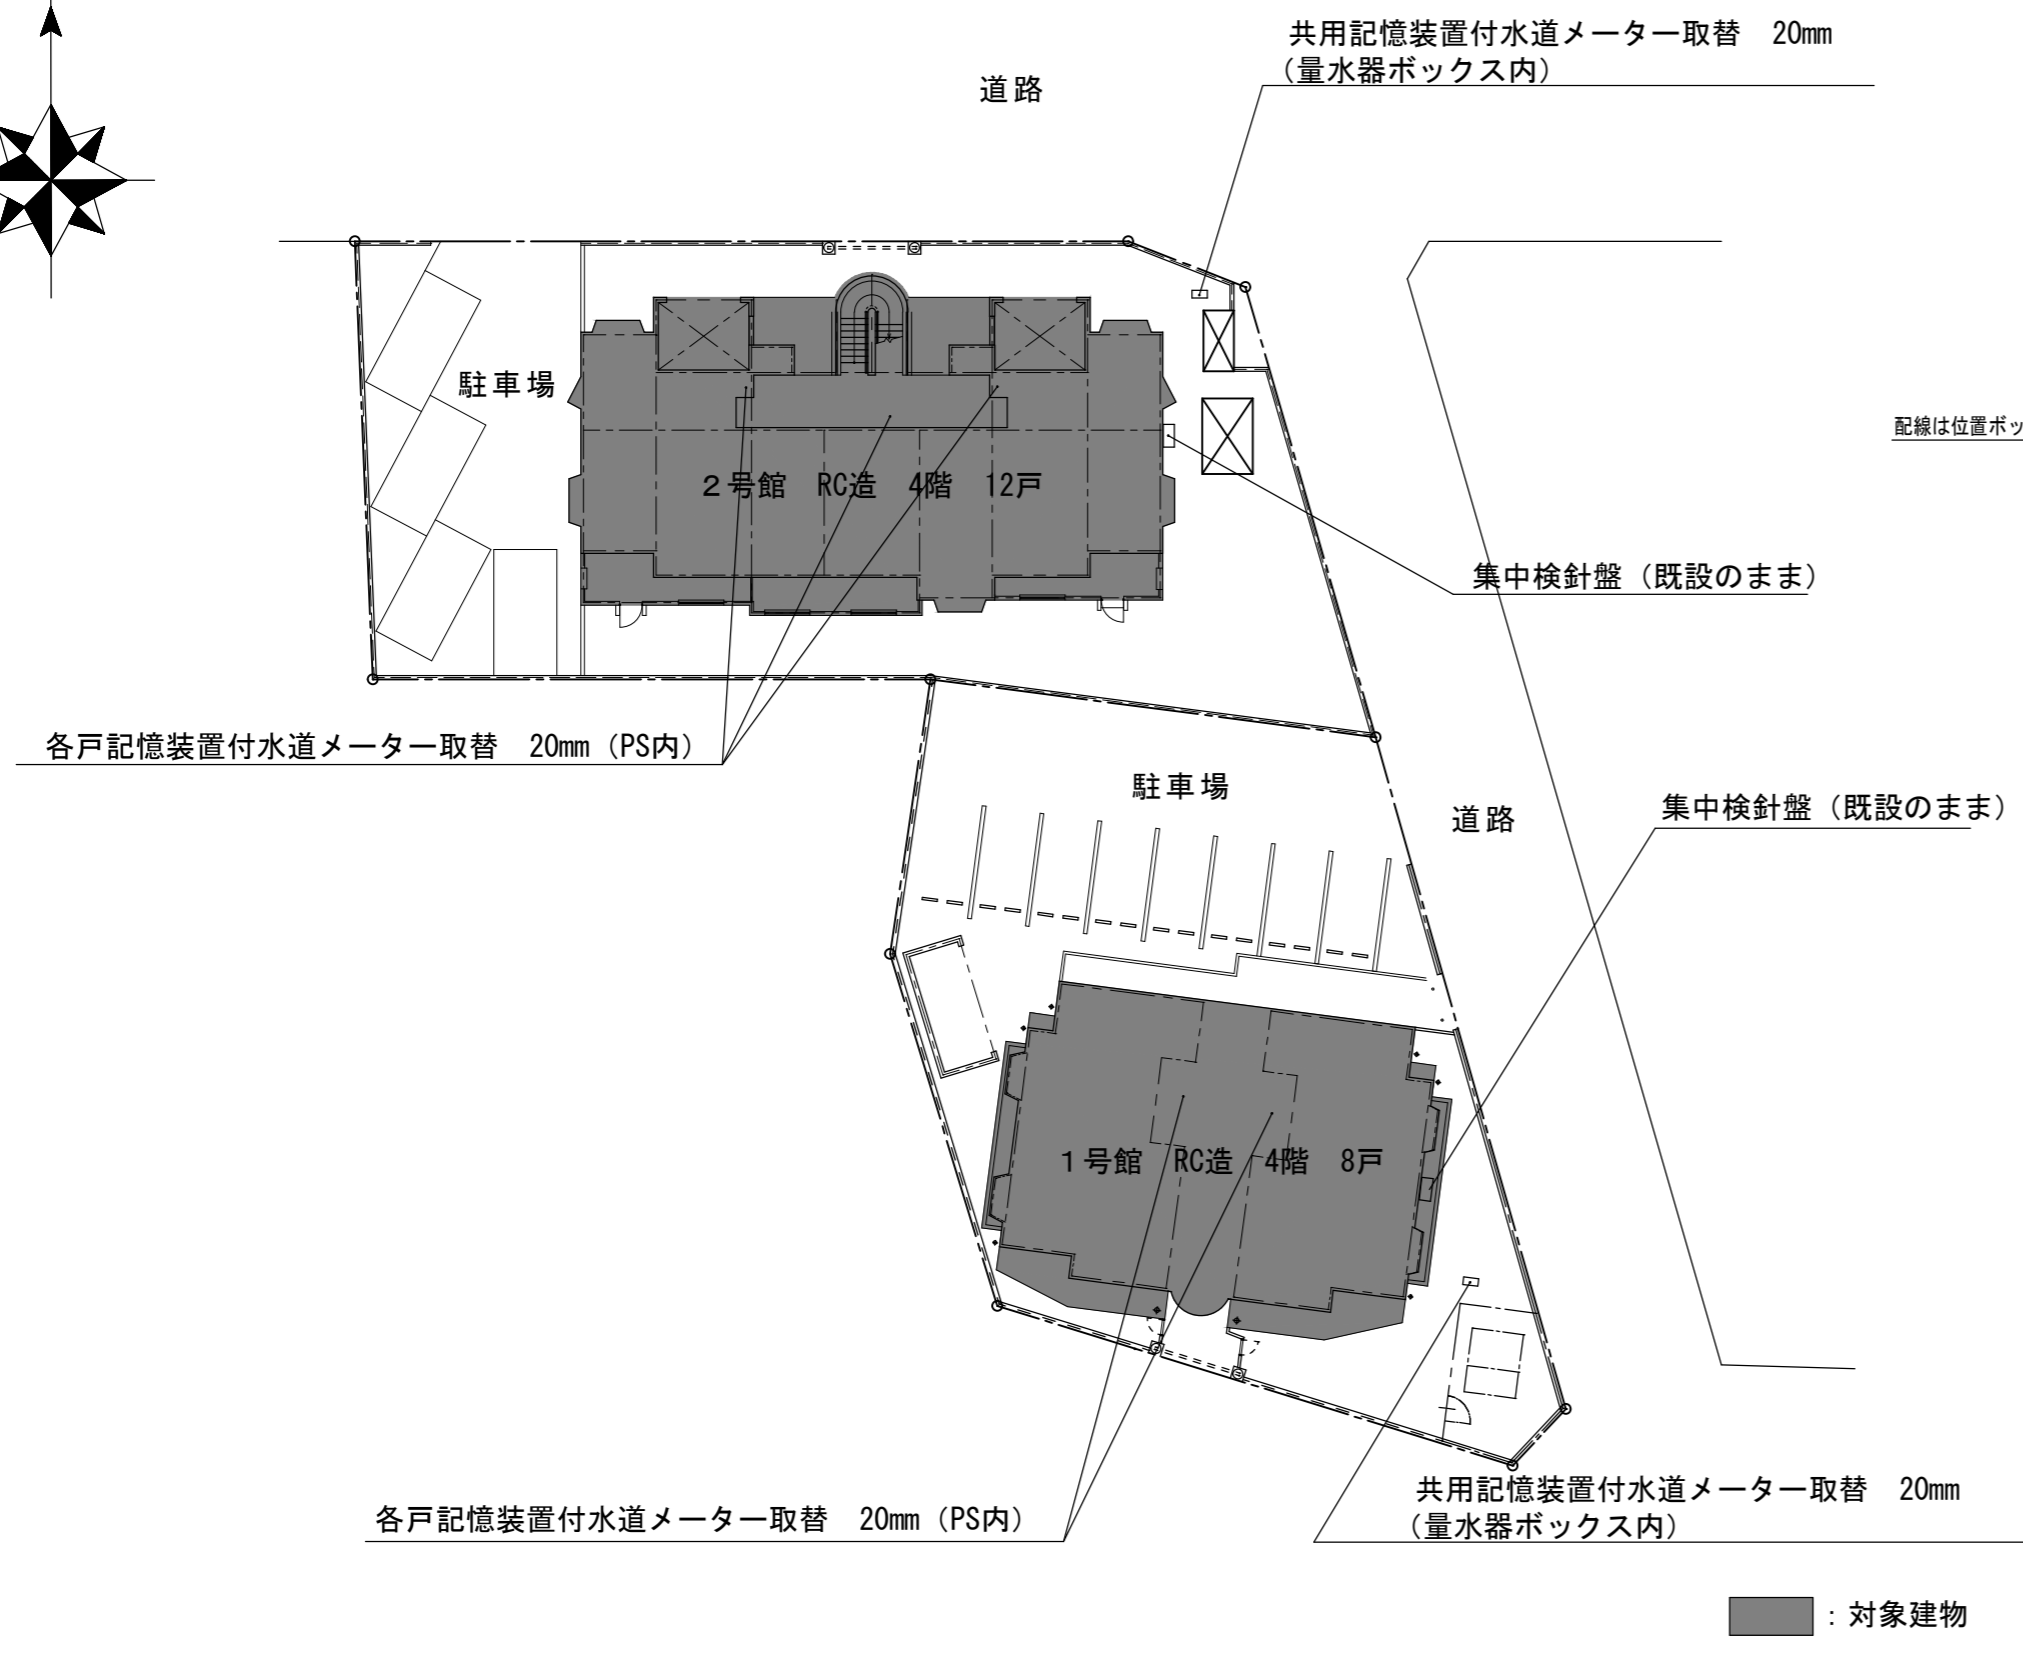 共用記憶装置付水道メーター取替　20mm
（量水器ボックス内）
道路
配線は位置ボッ
駐車場
２号館　RC造　4階　12戸
集中検針盤（既設のまま）
各戸記憶装置付水道メーター取替　20mm（PS内）
駐車場
道路
集中検針盤（既設のまま）
１号館　RC造　4階　8戸
各戸記憶装置付水道メーター取替　20mm（PS内）
共用記憶装置付水道メーター取替　20mm
（量水器ボックス内）
：対象建物